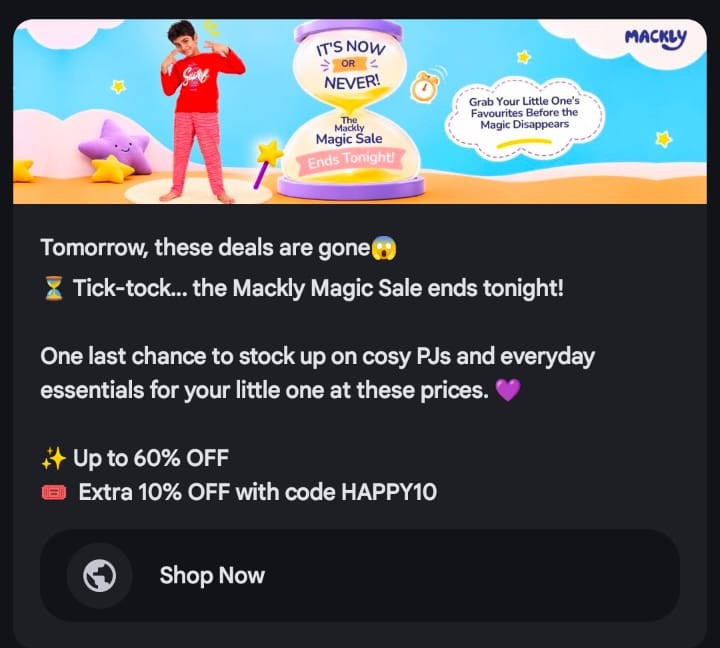 MACKLY
IT'S NOW
OR
NEVER!
The
Mackly
Magic Sale
Ends Tonight!
Grab Your Little One's
Favourites Before the
Magic Disappears
Tomorrow, these deals are gone😱
⏳ Tick-tock... the Mackly Magic Sale ends tonight!
One last chance to stock up on cosy PJs and everyday
essentials for your little one at these prices. 💜
✨ Up to 60% OFF
🎟️ Extra 10% OFF with code HAPPY10
Shop Now